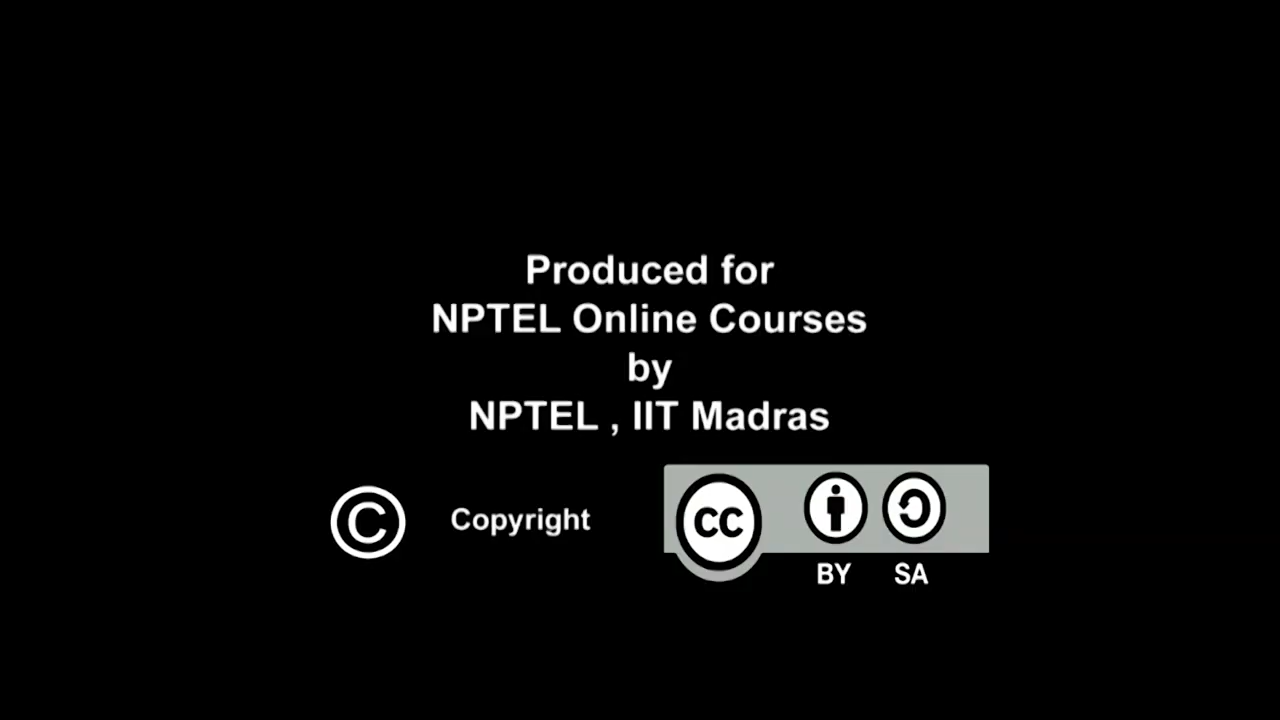 Produced for
NPTEL Online Courses
by
NPTEL , IIT Madras
© Copyright
cc
BY SA